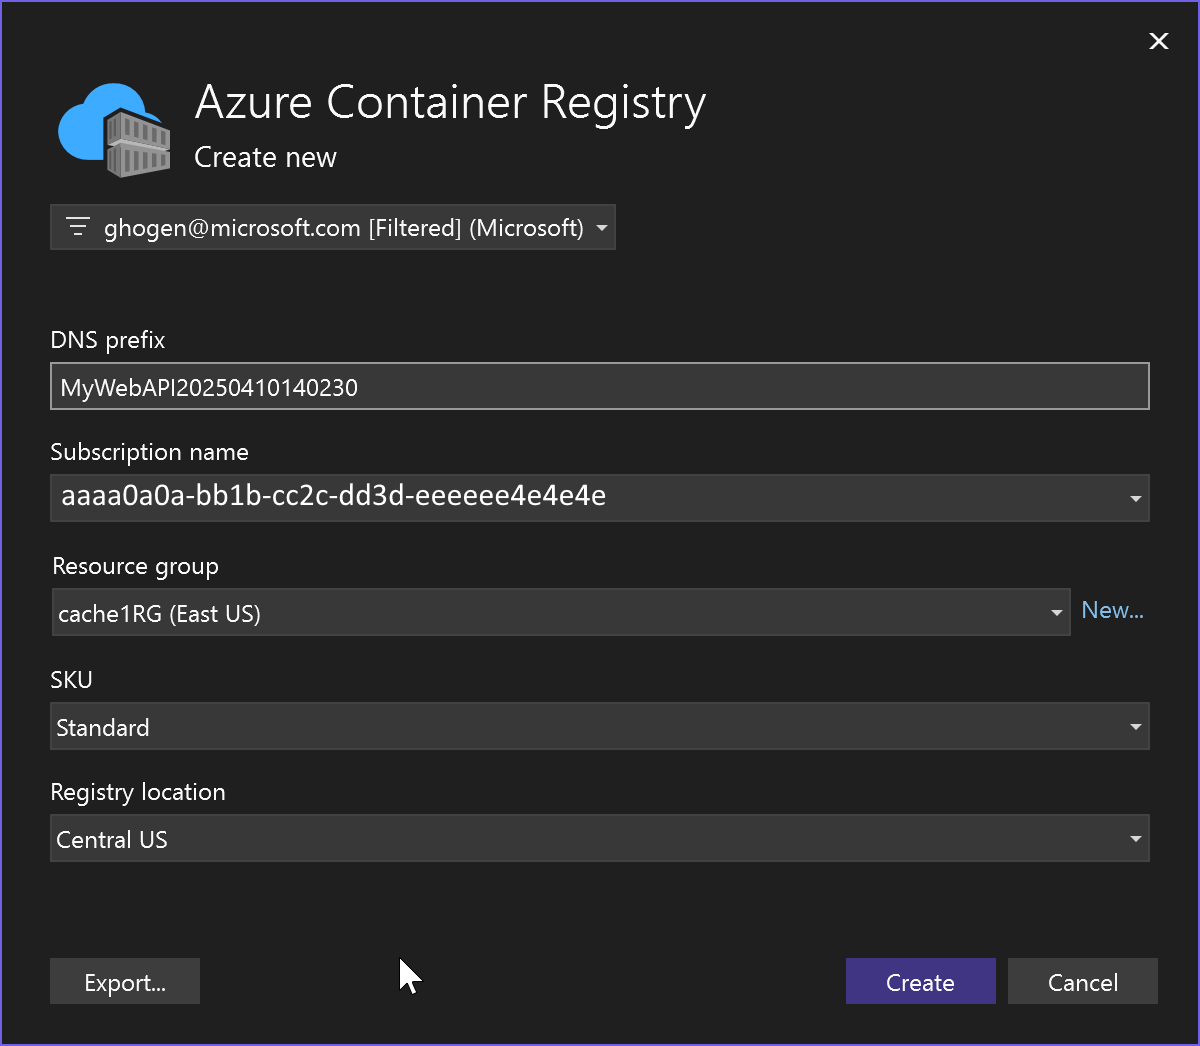 Azure Container Registry
Create new
ghogen@microsoft.com [Filtered] (Microsoft)
DNS prefix
MyWebAPI20250410140230
Subscription name
aaaa0a0a-bb1b-cc2c-dd3d-eeeeee4e4e4e
Resource group
cache1RG (East US)
New...
SKU
Standard
Registry location
Central US
Export...
Create
Cancel